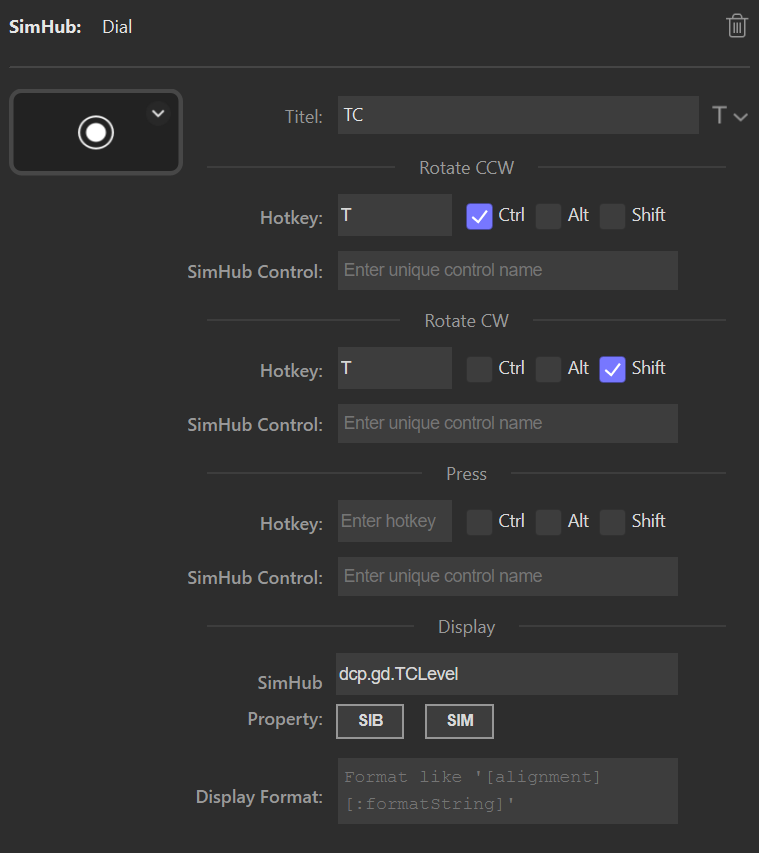 SimHub: Dial
Titel: TC T
Rotate CCW
Hotkey: T Ctrl Alt Shift
SimHub Control: Enter unique control name
Rotate CW
Hotkey: T Ctrl Alt Shift
SimHub Control: Enter unique control name
Press
Hotkey: Enter hotkey Ctrl Alt Shift
SimHub Control: Enter unique control name
Display
SimHub dcp.gd.TCLevel
Property: SIB SIM
Display Format: Format like '[alignment]
[:formatString]'